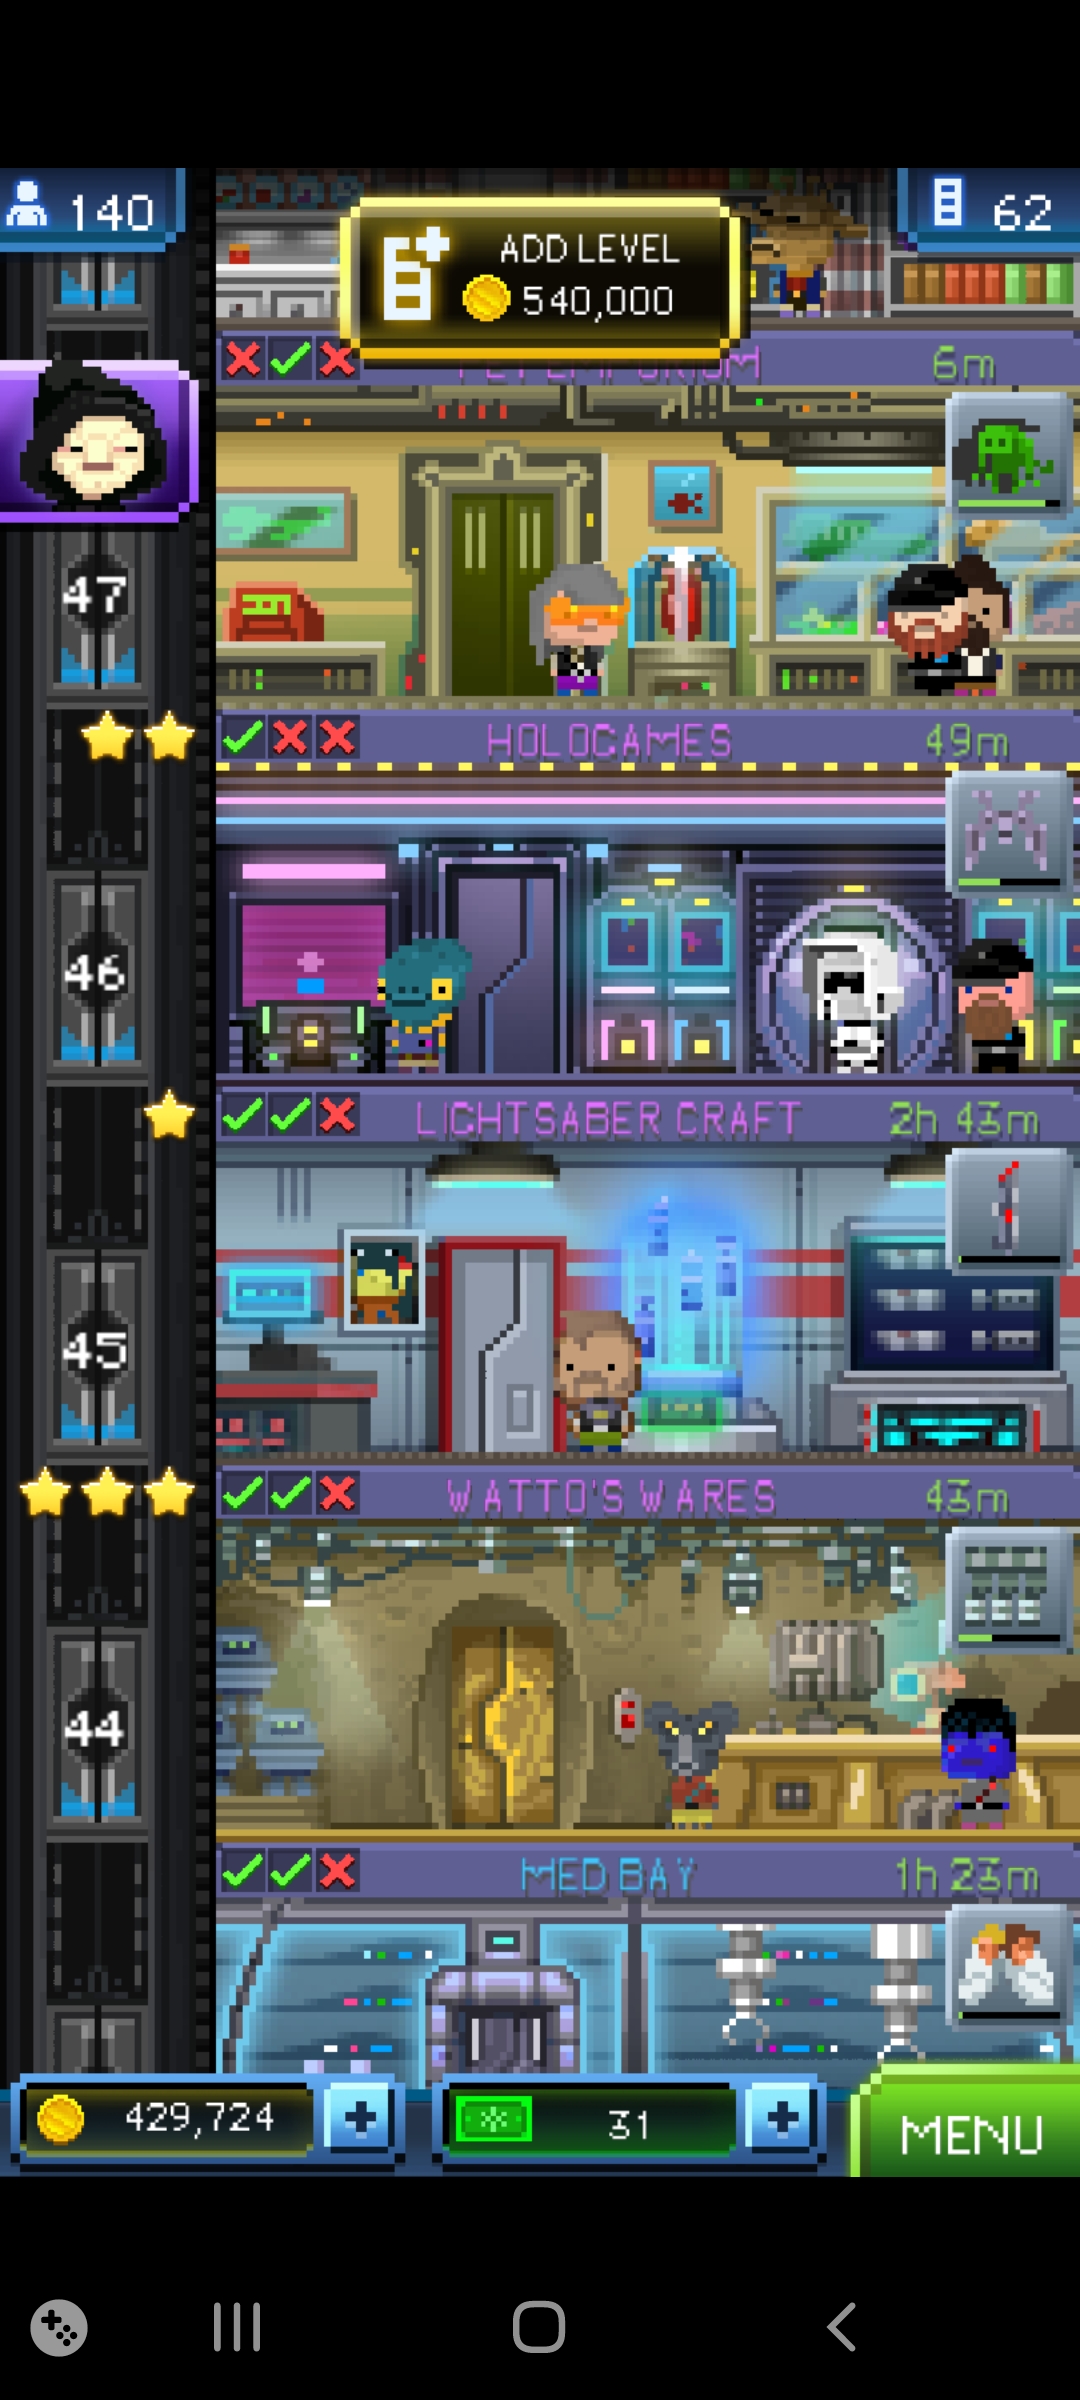 140
62
ADD LEVEL
540,000
6m
47
HOLOGAMES 49m
46
LIGHTSABER CRAFT 2h 43m
45
WATTO'S WARES 43m
44
MED BAY 1h 23m
429,724
31
MENU